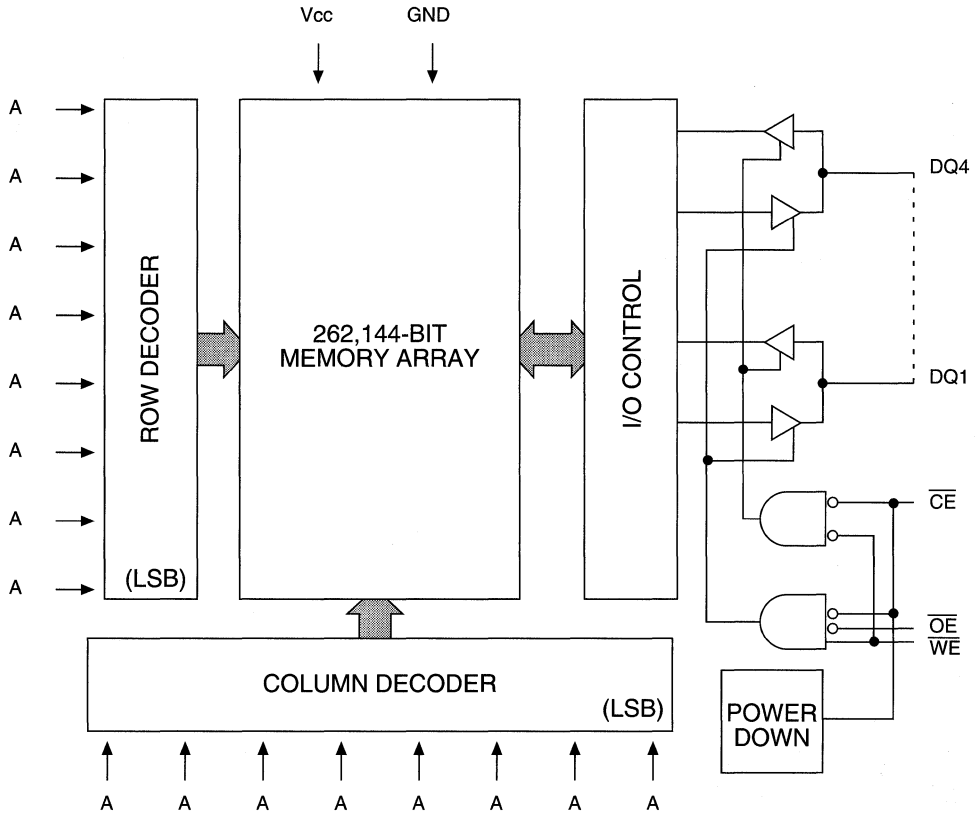 Vcc GND
A
A
A
A
A
A
A
A
ROW DECODER
(LSB)
262,144-BIT
MEMORY ARRAY
I/O CONTROL
DQ4
DQ1
CE
OE
WE
COLUMN DECODER
(LSB)
POWER
DOWN
A A A A A A A A